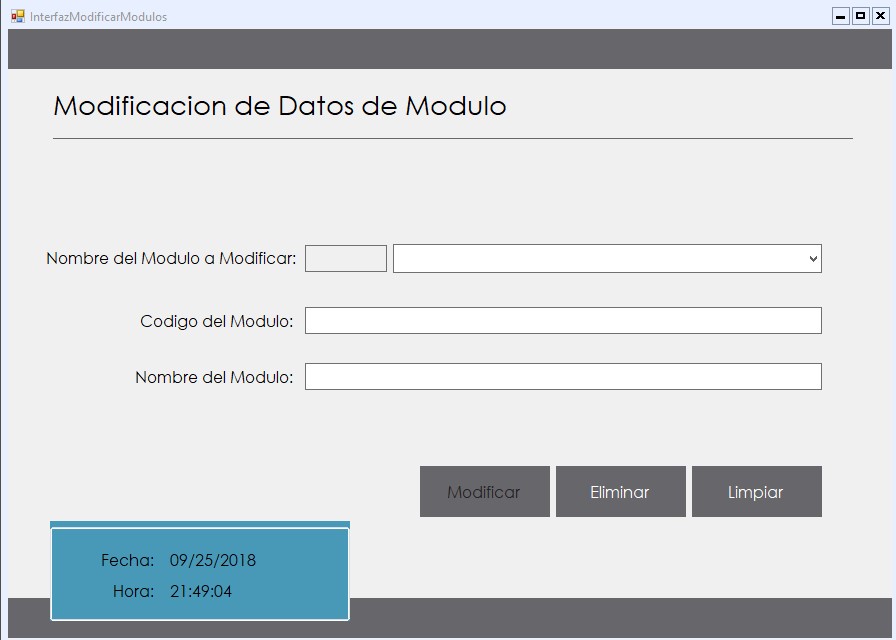 InterfazModificarModulos
Modificacion de Datos de Modulo
Nombre del Modulo a Modificar:
Codigo del Modulo:
Nombre del Modulo:
Modificar Eliminar Limpiar
Fecha: 09/25/2018
Hora: 21:49:04